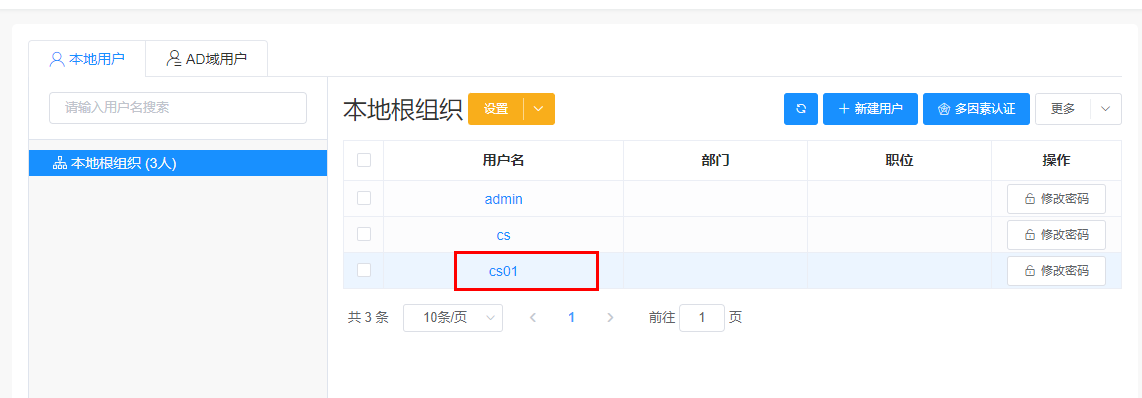 本地用户 AD域用户
请输入用户名搜索
本地根组织 (3人)
本地根组织 设置 新建用户 多因素认证 更多
用户名 部门 职位 操作
admin 修改密码
cs 修改密码
cs01 修改密码
共 3 条 10条/页 1 前往 1 页